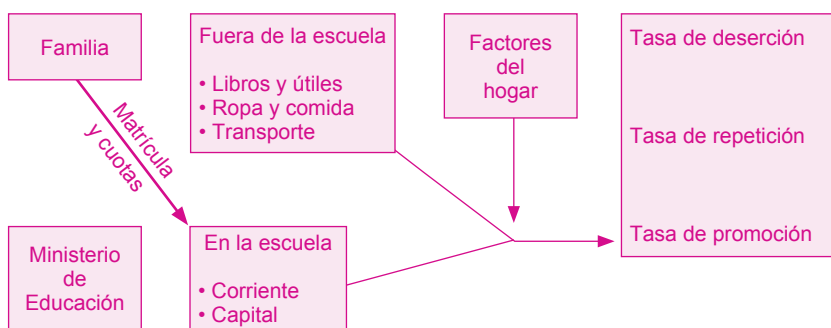 Familia
Fuera de la escuela
• Libros y útiles
• Ropa y comida
• Transporte
Factores
del
hogar
Tasa de deserción
Tasa de repetición
Tasa de promoción
Matrícula
y cuotas
Ministerio
de
Educación
En la escuela
• Corriente
• Capital